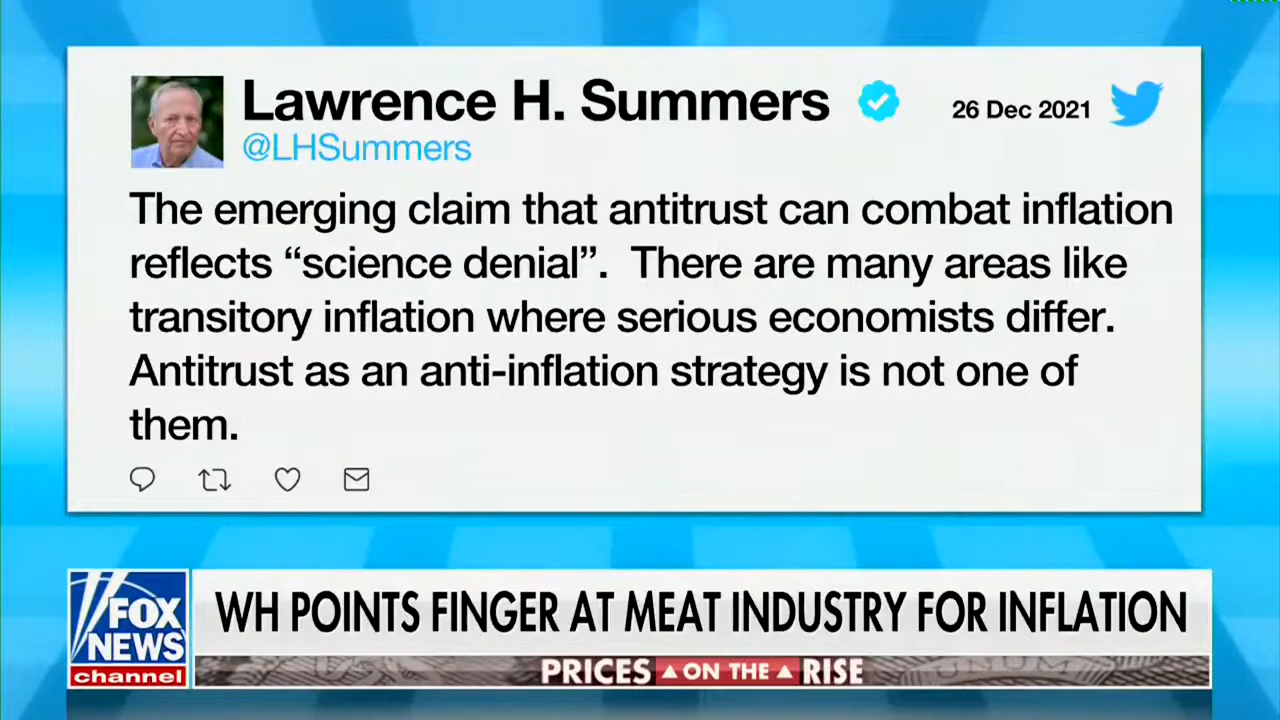 Lawrence H. Summers
26 Dec 2021
@LHSummers
The emerging claim that antitrust can combat inflation
reflects “science denial”.  There are many areas like
transitory inflation where serious economists differ.
Antitrust as an anti-inflation strategy is not one of
them.
FOX
NEWS
channel
WH POINTS FINGER AT MEAT INDUSTRY FOR INFLATION
PRICES ▲ON THE▲ RISE